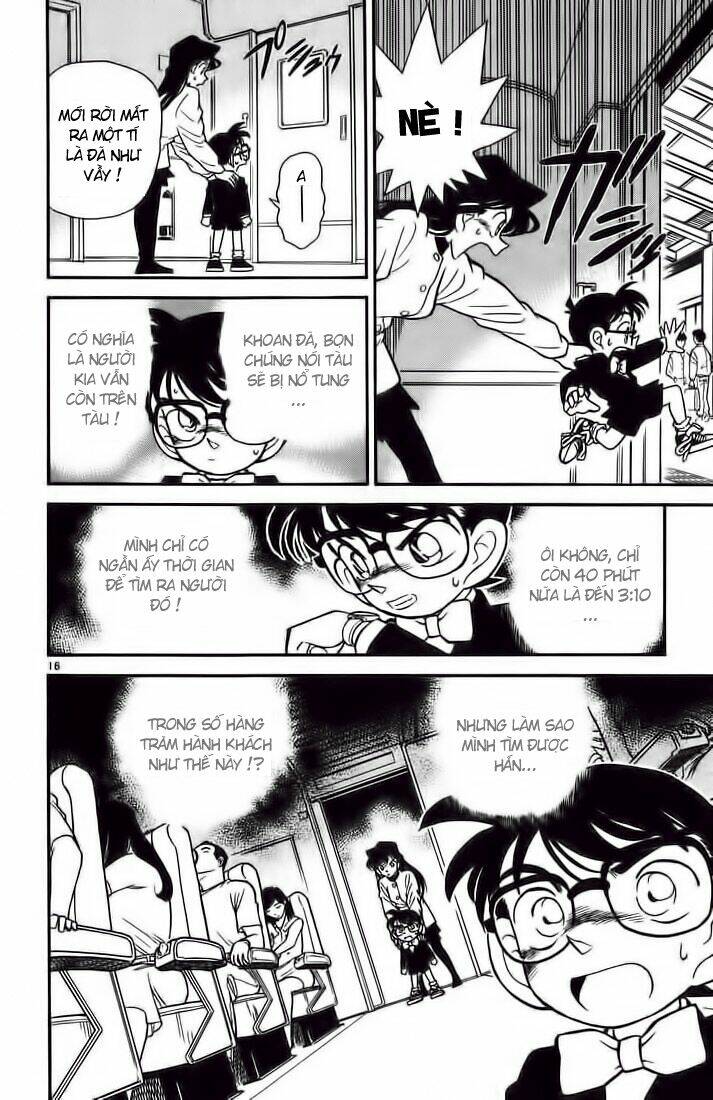 NÈ !
ガシ
MỚI RỜI MẮT
RA MỘT TÍ
LÀ ĐÃ NHƯ
VẦY !
A
KHOAN ĐÃ, BỌN
CHÚNG NÓI TÀU
SẼ BỊ NỔ TUNG
...
CÓ NGHĨA
LÀ NGƯỜI
KIA VẪN
CÒN TRÊN
TÀU !
ÔI KHÔNG, CHỈ
CÒN 40 PHÚT
NỮA LÀ ĐẾN 3:10
...
MÌNH CHỈ CÓ
NGẦN ẤY THỜI GIAN
ĐỂ TÌM RA NGƯỜI
ĐÓ !
16
NHƯNG LÀM SAO
MÌNH TÌM ĐƯỢC
HẮN...
TRONG SỐ HÀNG
TRĂM HÀNH KHÁCH
NHƯ THẾ NÀY !?